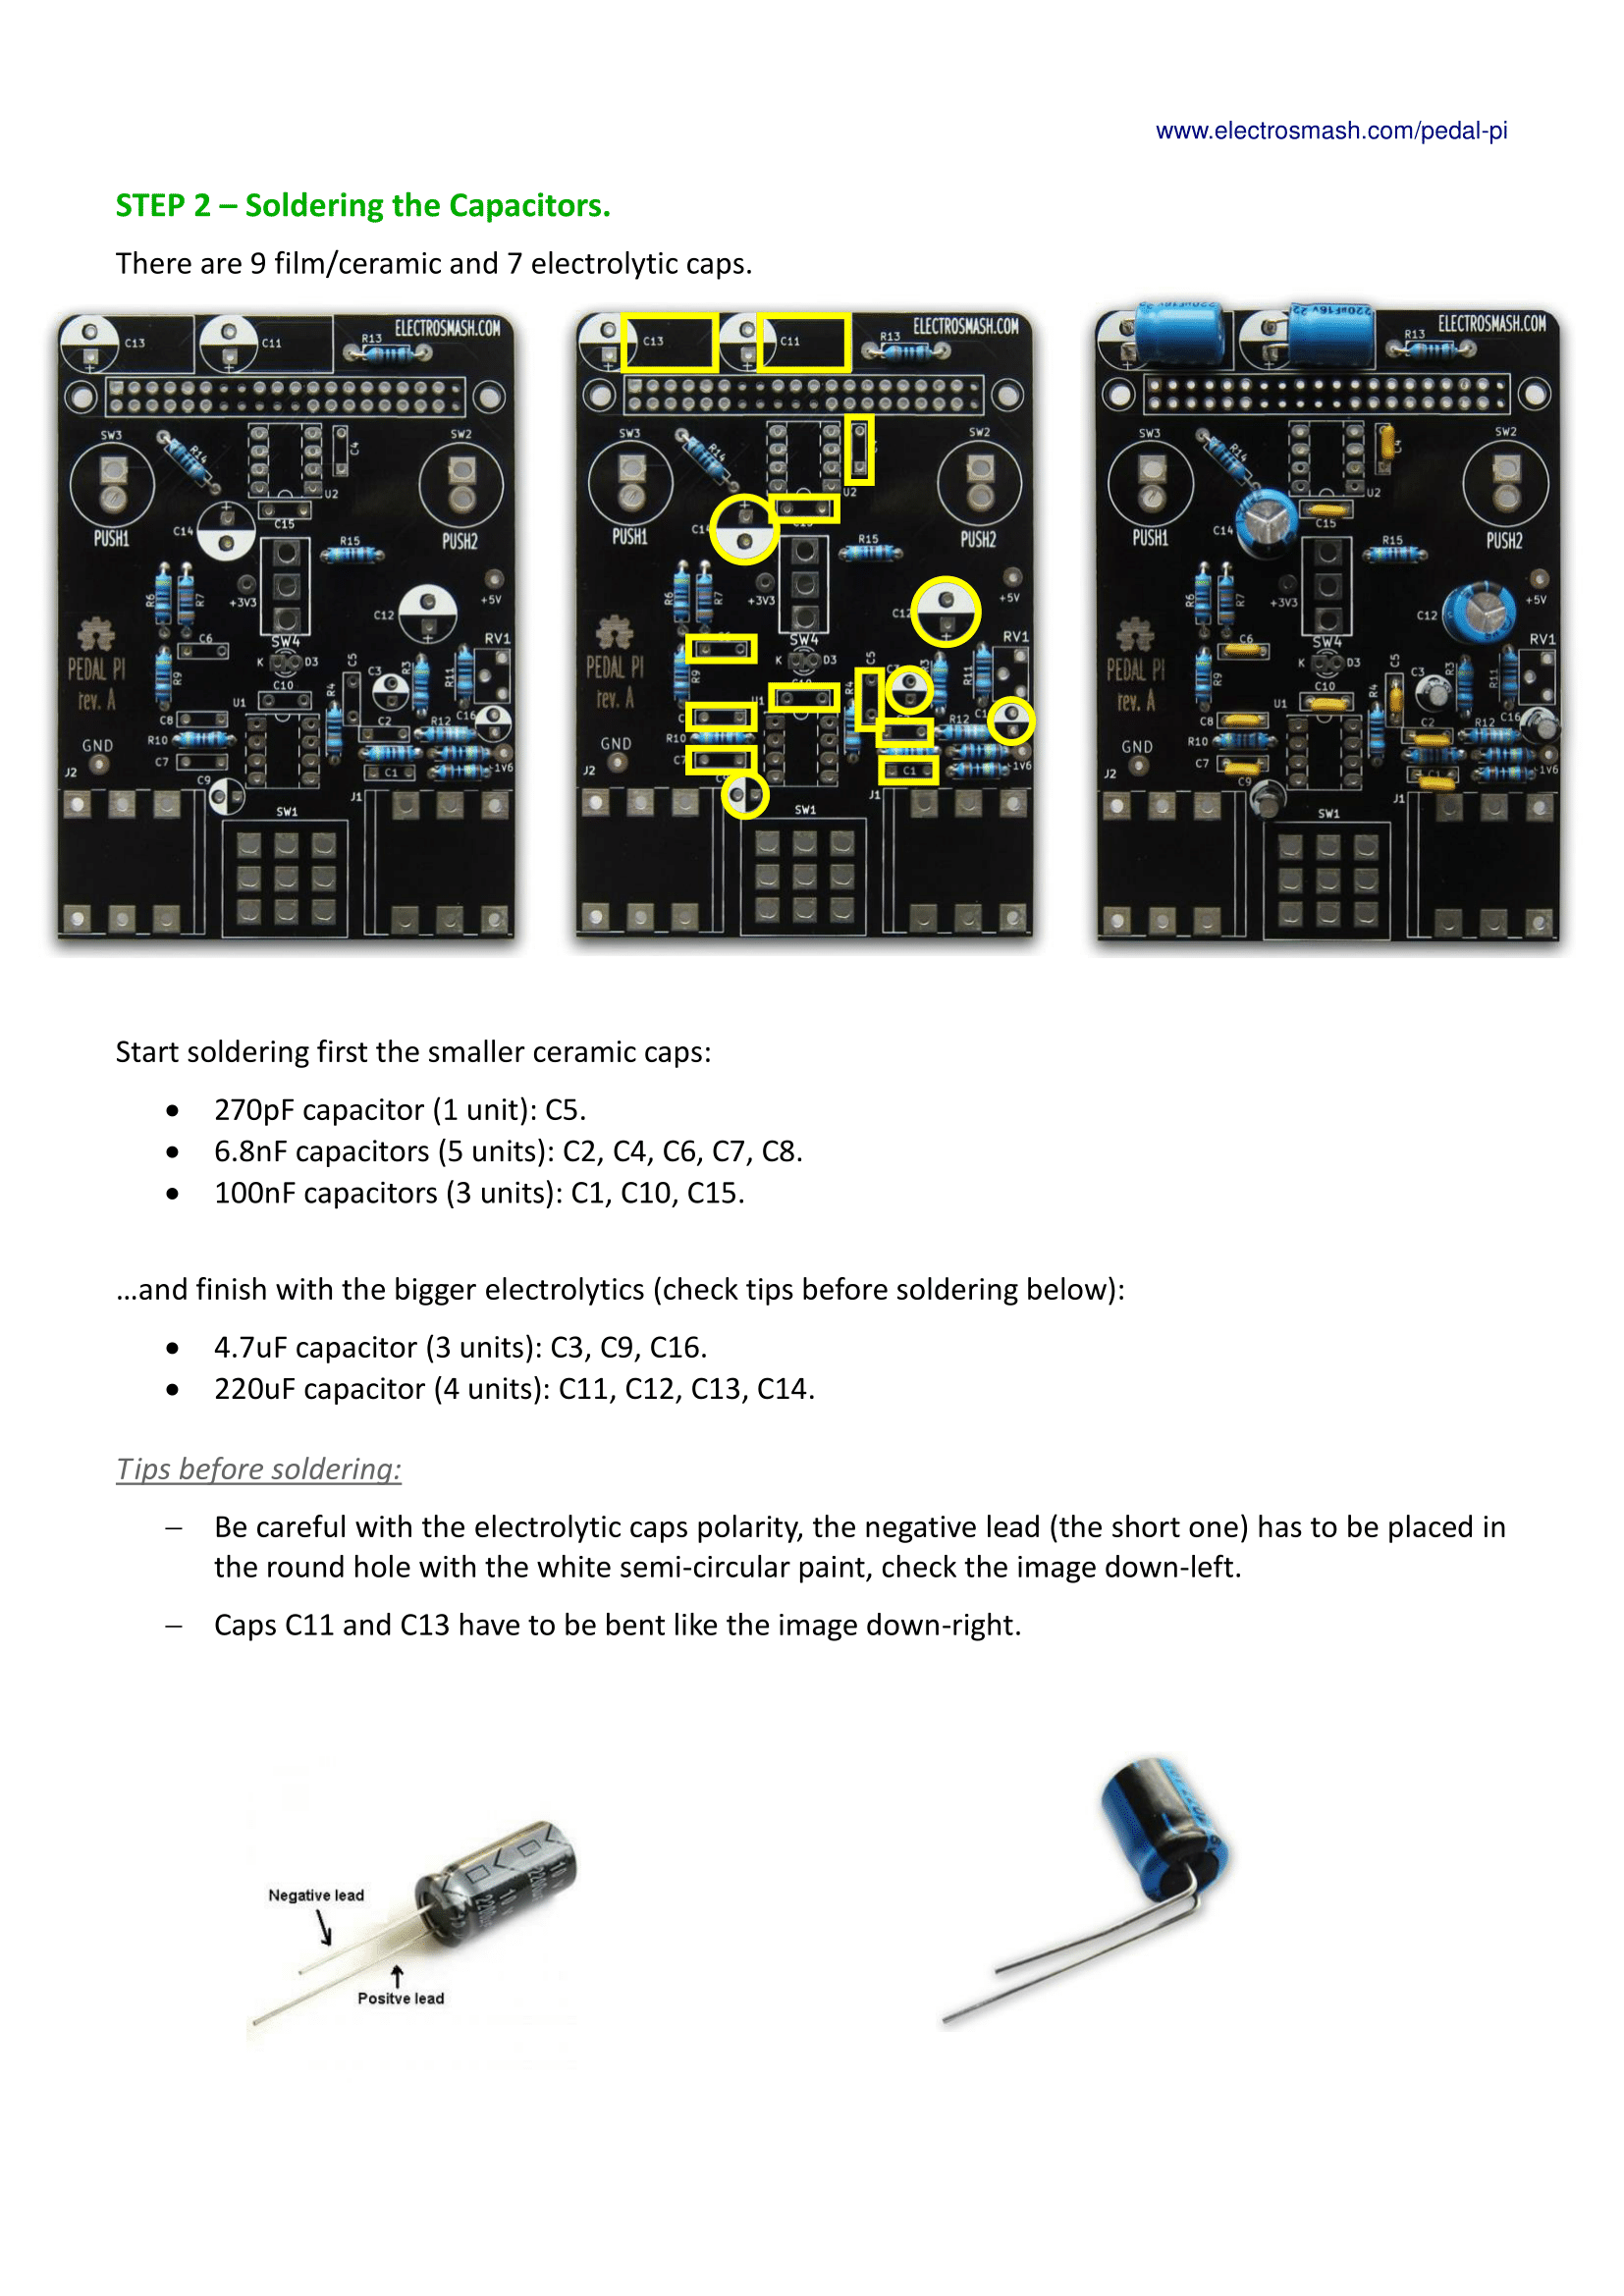 www.electrosmash.com/pedal-pi
STEP 2 – Soldering the Capacitors.
There are 9 film/ceramic and 7 electrolytic caps.
C13
C11
ELECTROSMASH.COM
R13
SW3
R14
C4
SW2
U2
C14
C15
PUSH1
R15
PUSH2
R6
R7
+3V3
C12
+5V
SW4
C6
PEDAL PI
rev. A
K
D3
RV1
R9
C5
C3
R3
R11
C10
R4
U1
C8
C2
R12
C16
R10
GND
C7
C1
1V6
J2
C9
J1
SW1
C13
C11
ELECTROSMASH.COM
R13
SW3
R14
SW2
U2
PUSH1
R15
PUSH2
R6
R7
+3V3
C12
+5V
SW4
PEDAL PI
rev. A
K
D3
RV1
R9
C5
R11
R4
R12
R10
GND
C1
1V6
J2
J1
SW1
220uF16V
ELECTROSMASH.COM
R13
SW3
R14
SW2
U2
C14
C15
PUSH1
R15
PUSH2
R6
R7
+3V3
C12
+5V
SW4
C6
PEDAL PI
rev. A
K
D3
RV1
R9
C5
C3
R3
R11
C10
R4
U1
C8
C2
R12
C16
R10
GND
C7
1V6
J2
C9
J1
SW1
Start soldering first the smaller ceramic caps:
• 270pF capacitor (1 unit): C5.
• 6.8nF capacitors (5 units): C2, C4, C6, C7, C8.
• 100nF capacitors (3 units): C1, C10, C15.
…and finish with the bigger electrolytics (check tips before soldering below):
• 4.7uF capacitor (3 units): C3, C9, C16.
• 220uF capacitor (4 units): C11, C12, C13, C14.
Tips before soldering:
– Be careful with the electrolytic caps polarity, the negative lead (the short one) has to be placed in
the round hole with the white semi-circular paint, check the image down-left.
– Caps C11 and C13 have to be bent like the image down-right.
Negative lead
Positve lead